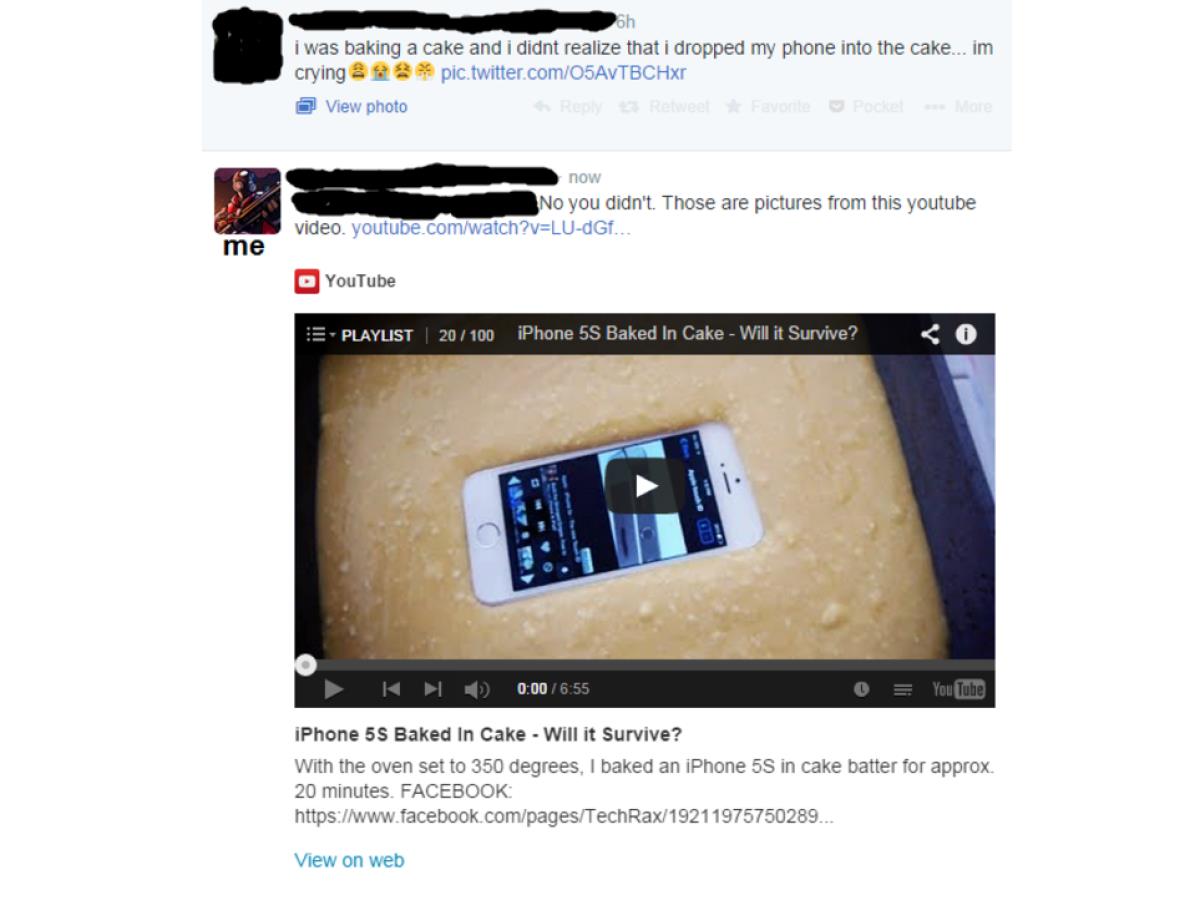 6h
i was baking a cake and i didnt realize that i dropped my phone into the cake... im
crying😩😭😫😤 pic.twitter.com/O5AvTBCHxr
View photo Reply Retweet Favorite Pocket More
now
No you didn't. Those are pictures from this youtube
video. youtube.com/watch?v=LU-dGf...
me
YouTube
PLAYLIST | 20 / 100 iPhone 5S Baked In Cake - Will it Survive?
0:00 / 6:55 YouTube
iPhone 5S Baked In Cake - Will it Survive?
With the oven set to 350 degrees, I baked an iPhone 5S in cake batter for approx.
20 minutes. FACEBOOK:
https://www.facebook.com/pages/TechRax/19211975750289...
View on web